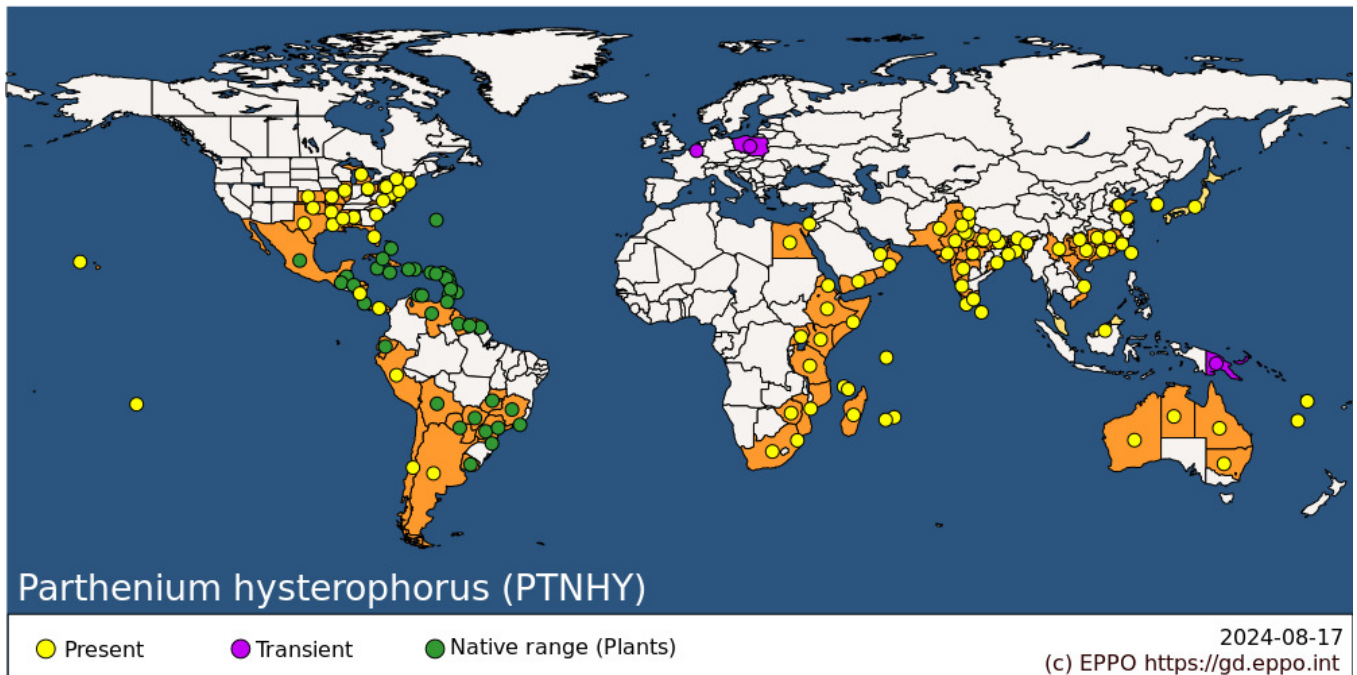 Parthenium hysterophorus (PTNHY)
Present
Transient
Native range (Plants)
2024-08-17
(c) EPPO https://gd.eppo.int